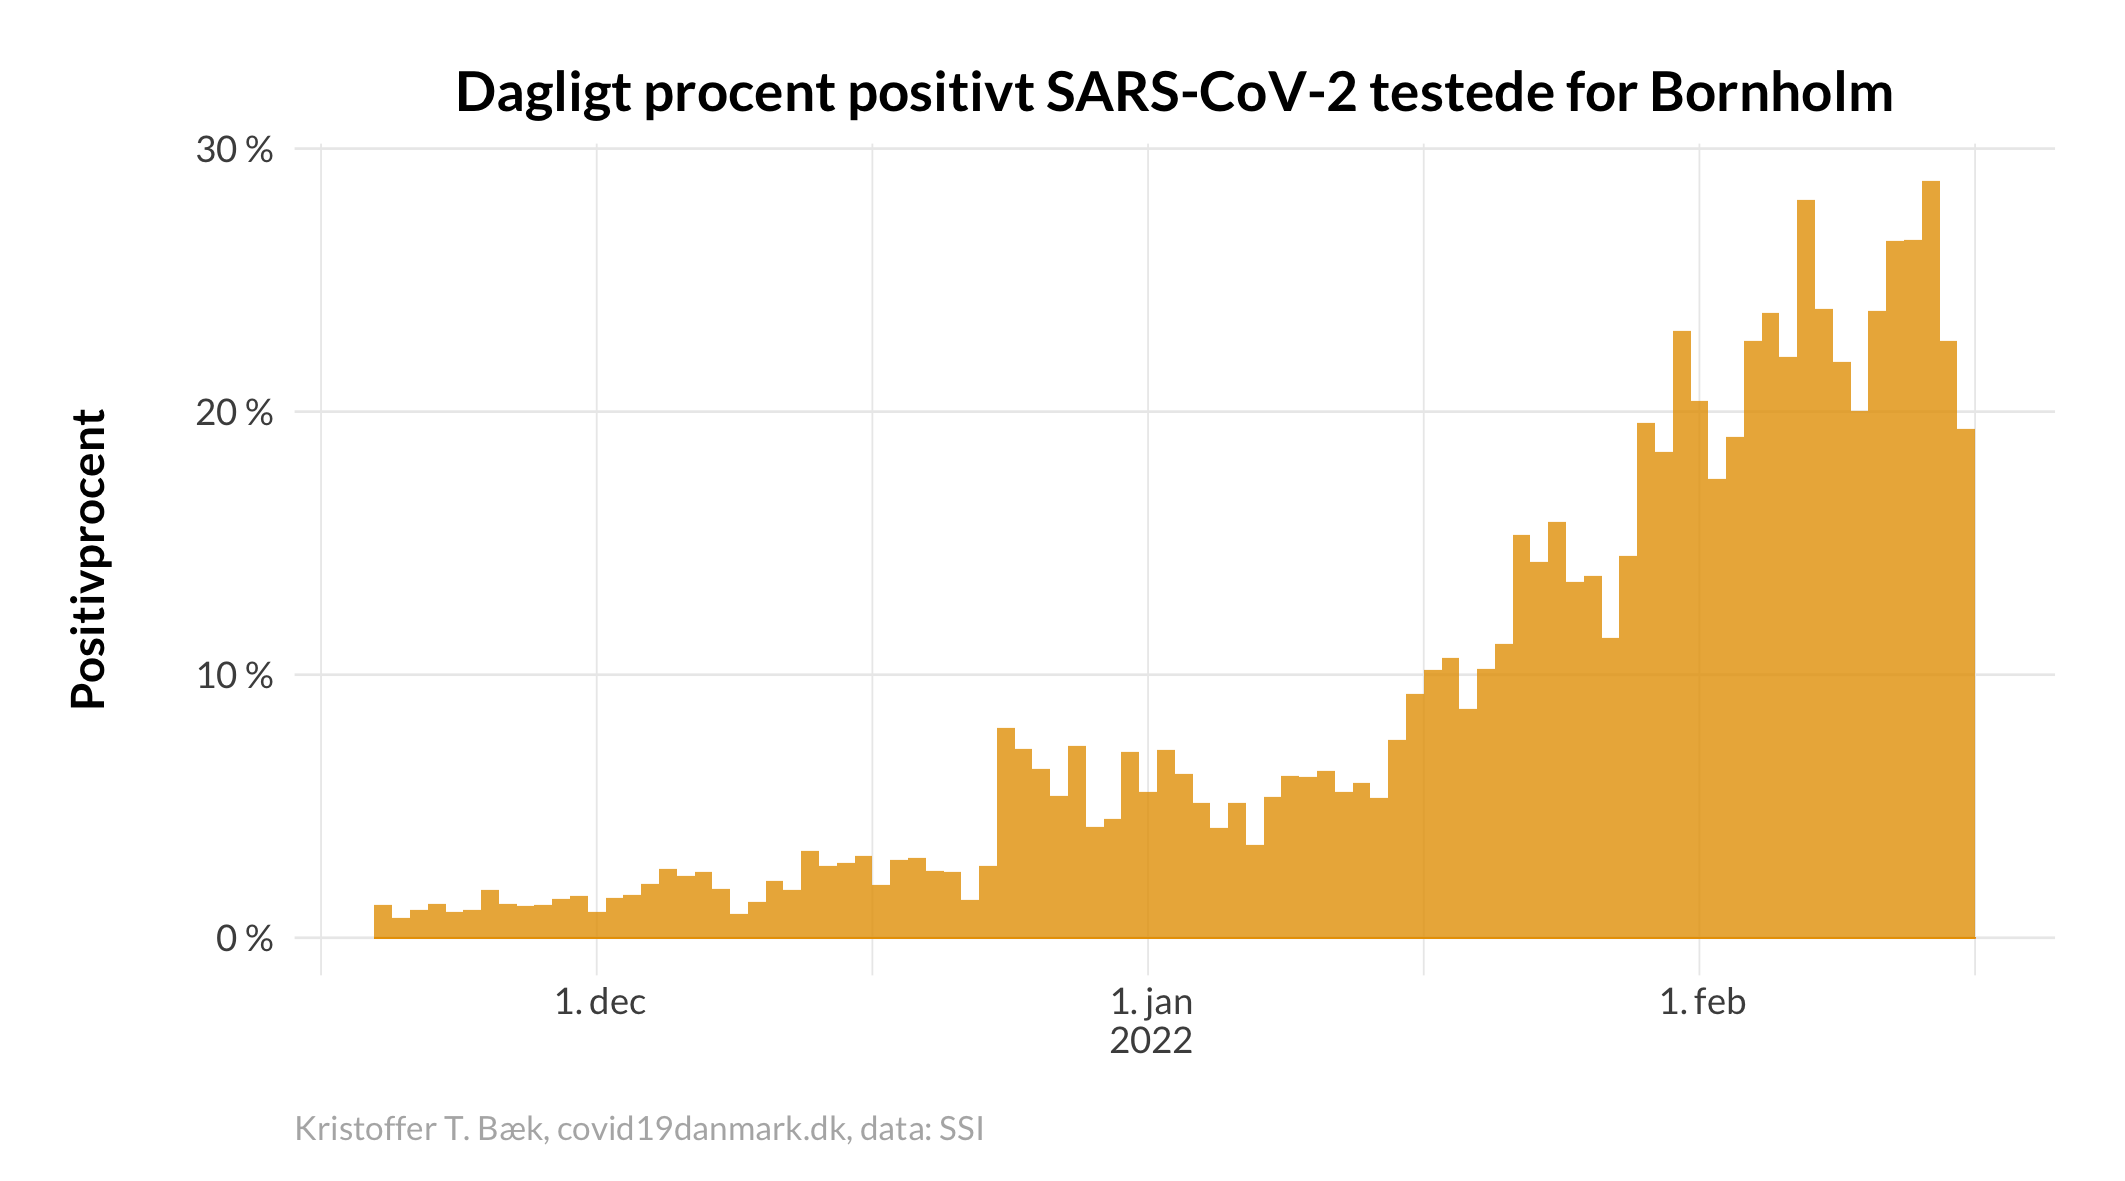 Dagligt procent positivt SARS-CoV-2 testede for Bornholm
30 %
20 %
10 %
0 %
Positivprocent
1. dec
1. jan
2022
1. feb
Kristoffer T. Bæk, covid19danmark.dk, data: SSI